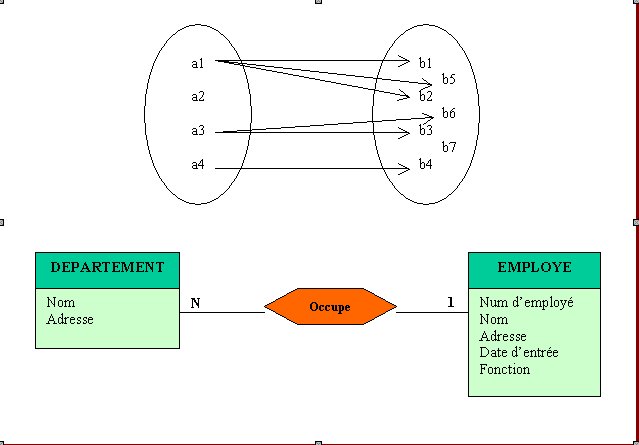 a1
b1
b5
a2
b2
b6
a3
b3
b7
a4
b4
DEPARTEMENT
Nom
Adresse
N
Occupe
1
EMPLOYE
Num d'employé
Nom
Adresse
Date d'entrée
Fonction